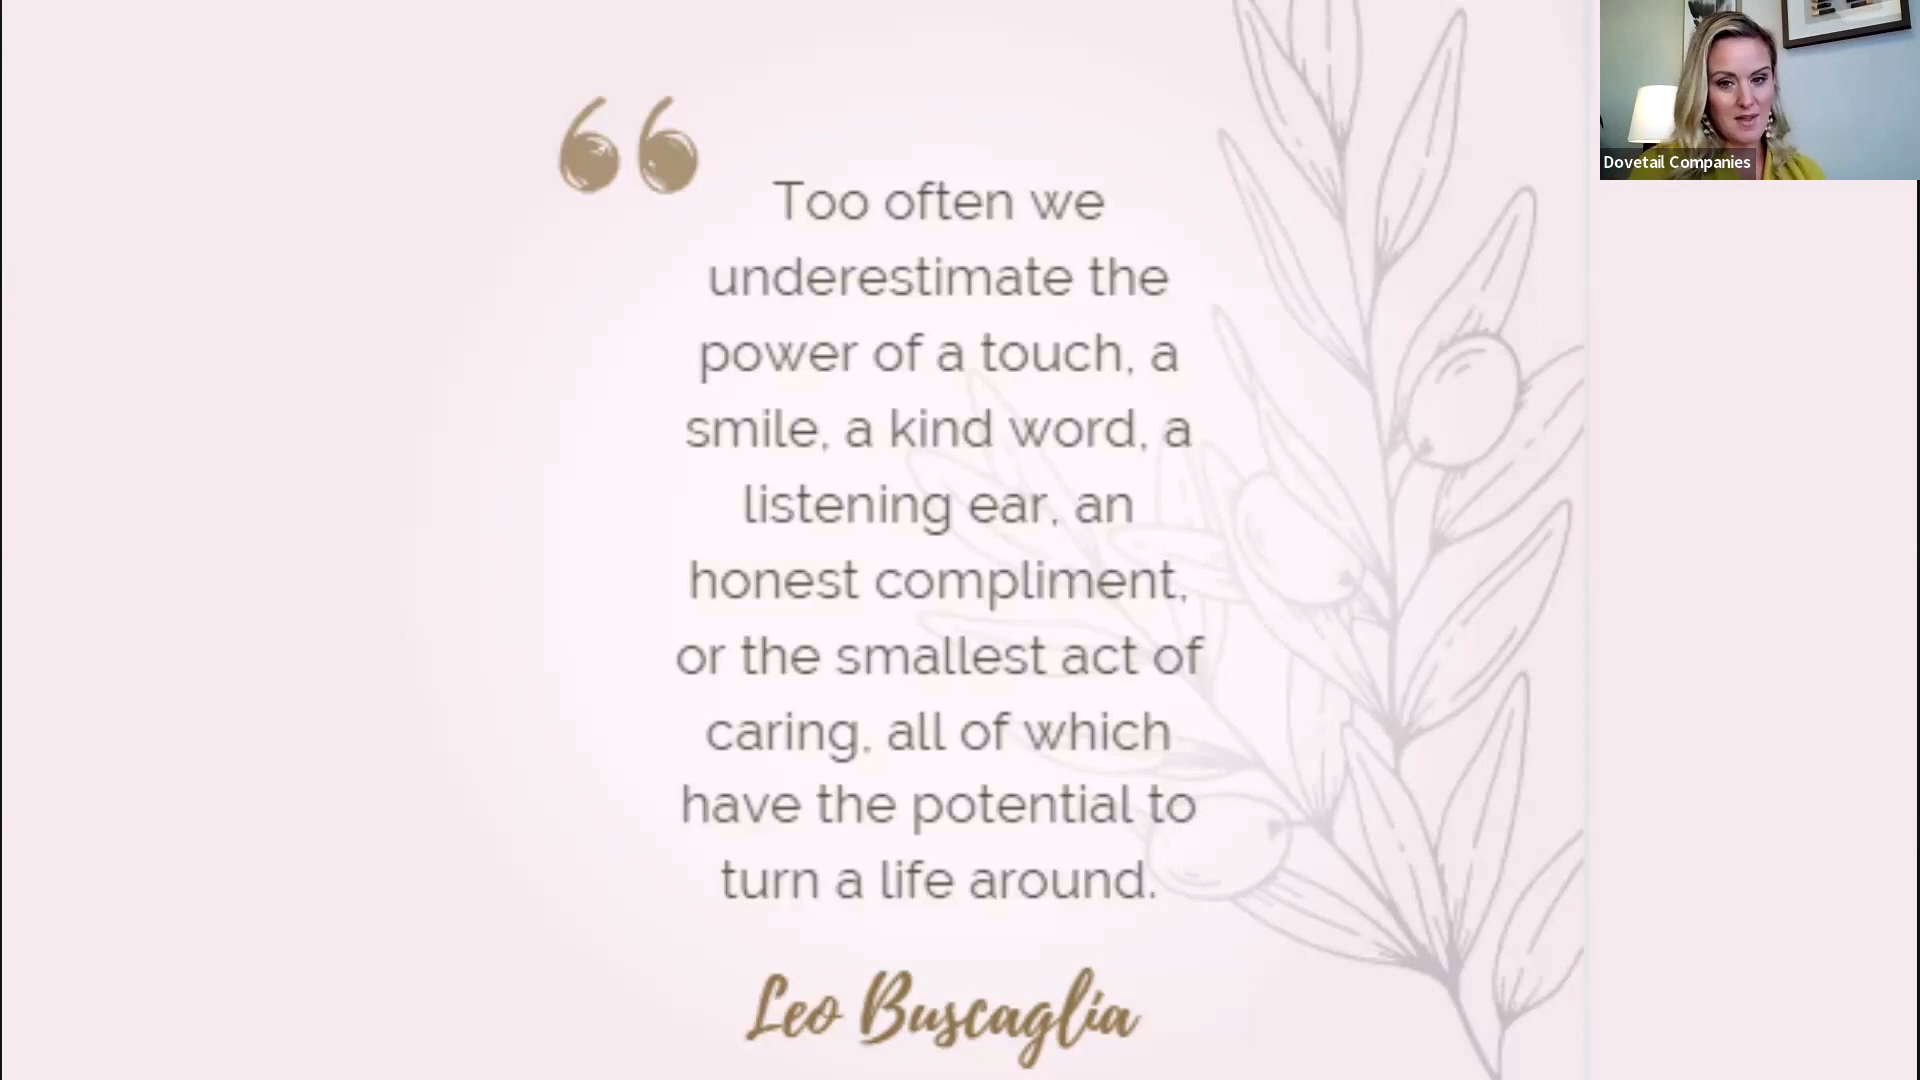 Too often we
underestimate the
power of a touch, a
smile, a kind word, a
listening ear, an
honest compliment,
or the smallest act of
caring, all of which
have the potential to
turn a life around.
Leo Buscaglia
Dovetail Companies